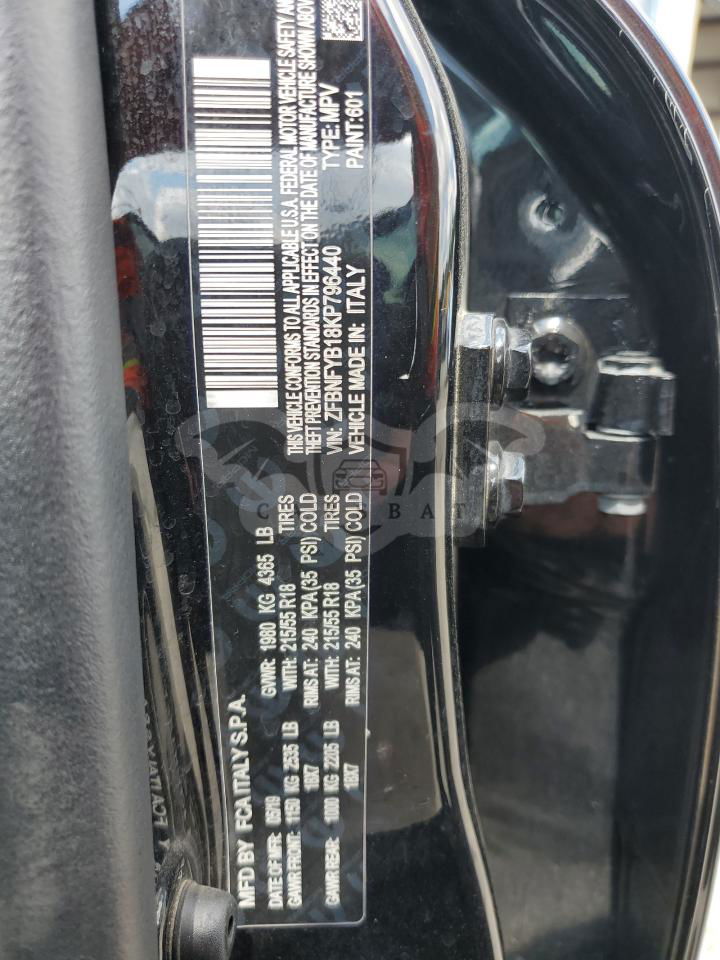 MFD BY FCA ITALY S.P.A.
DATE OF MFR: 05/19 GVWR: 1980 KG 4365 LB
GAWR FRONT: 1150 KG 2535 LB WITH: 215/55 R18 TIRES
18X7 RIMS AT: 240 KPA(35 PSI) COLD
GAWR REAR: 1000 KG 2205 LB WITH: 215/55 R18 TIRES
18X7 RIMS AT: 240 KPA(35 PSI) COLD
THIS VEHICLE CONFORMS TO ALL APPLICABLE U.S.A. FEDERAL MOTOR VEHICLE SAFETY AND
THEFT PREVENTION STANDARDS IN EFFECT ON THE DATE OF MANUFACTURE SHOWN ABOVE
VIN: ZFBNFYB18KP796440 TYPE: MPV
VEHICLE MADE IN: ITALY PAINT: 601
CARSBAT